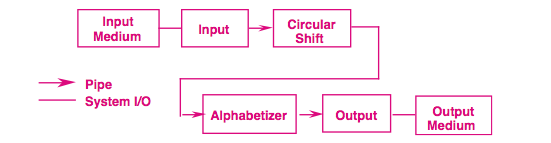 Input
Medium
Input
Circular
Shift
Pipe
System I/O
Alphabetizer
Output
Output
Medium